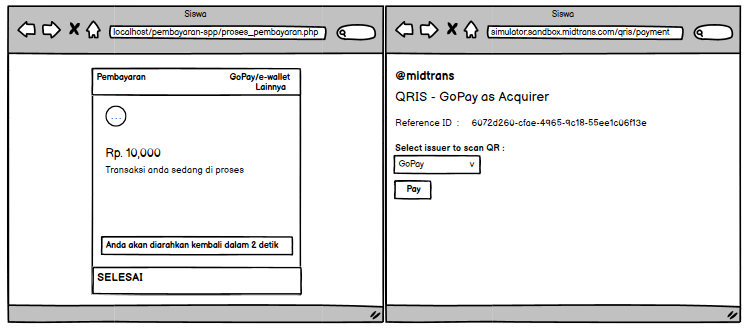 Siswa
localhost/pembayaran-spp/proses_pembayaran.php
Pembayaran
GoPay/e-wallet
Lainnya
...
Rp. 10,000
Transaksi anda sedang di proses
Anda akan diarahkan kembali dalam 2 detik
SELESAI
Siswa
simulator.sandbox.midtrans.com/qris/payment
@midtrans
QRIS - GoPay as Acquirer
Reference ID : 6072d260-cfae-4965-9c18-55ee1c06f13e
Select issuer to scan QR :
GoPay v
Pay